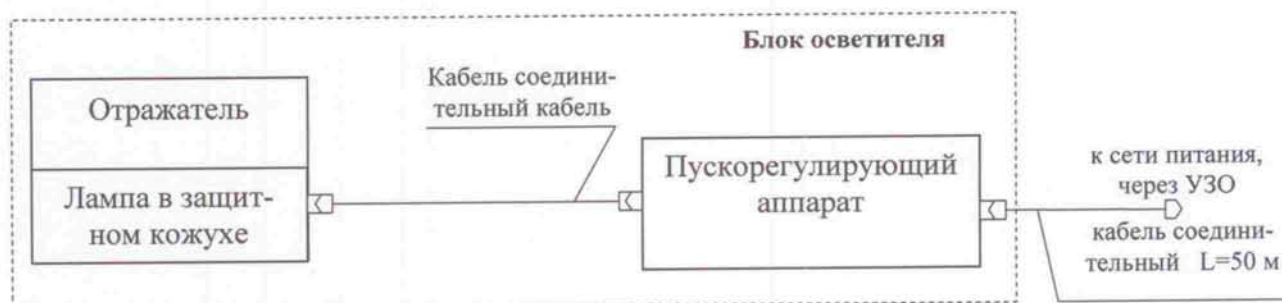 Блок осветителя
Отражатель
Лампа в защит-
ном кожухе
Кабель соедини-
тельный кабель
Пускорегулирующий
аппарат
к сети питания,
через УЗО
кабель соедини-
тельный L=50 м